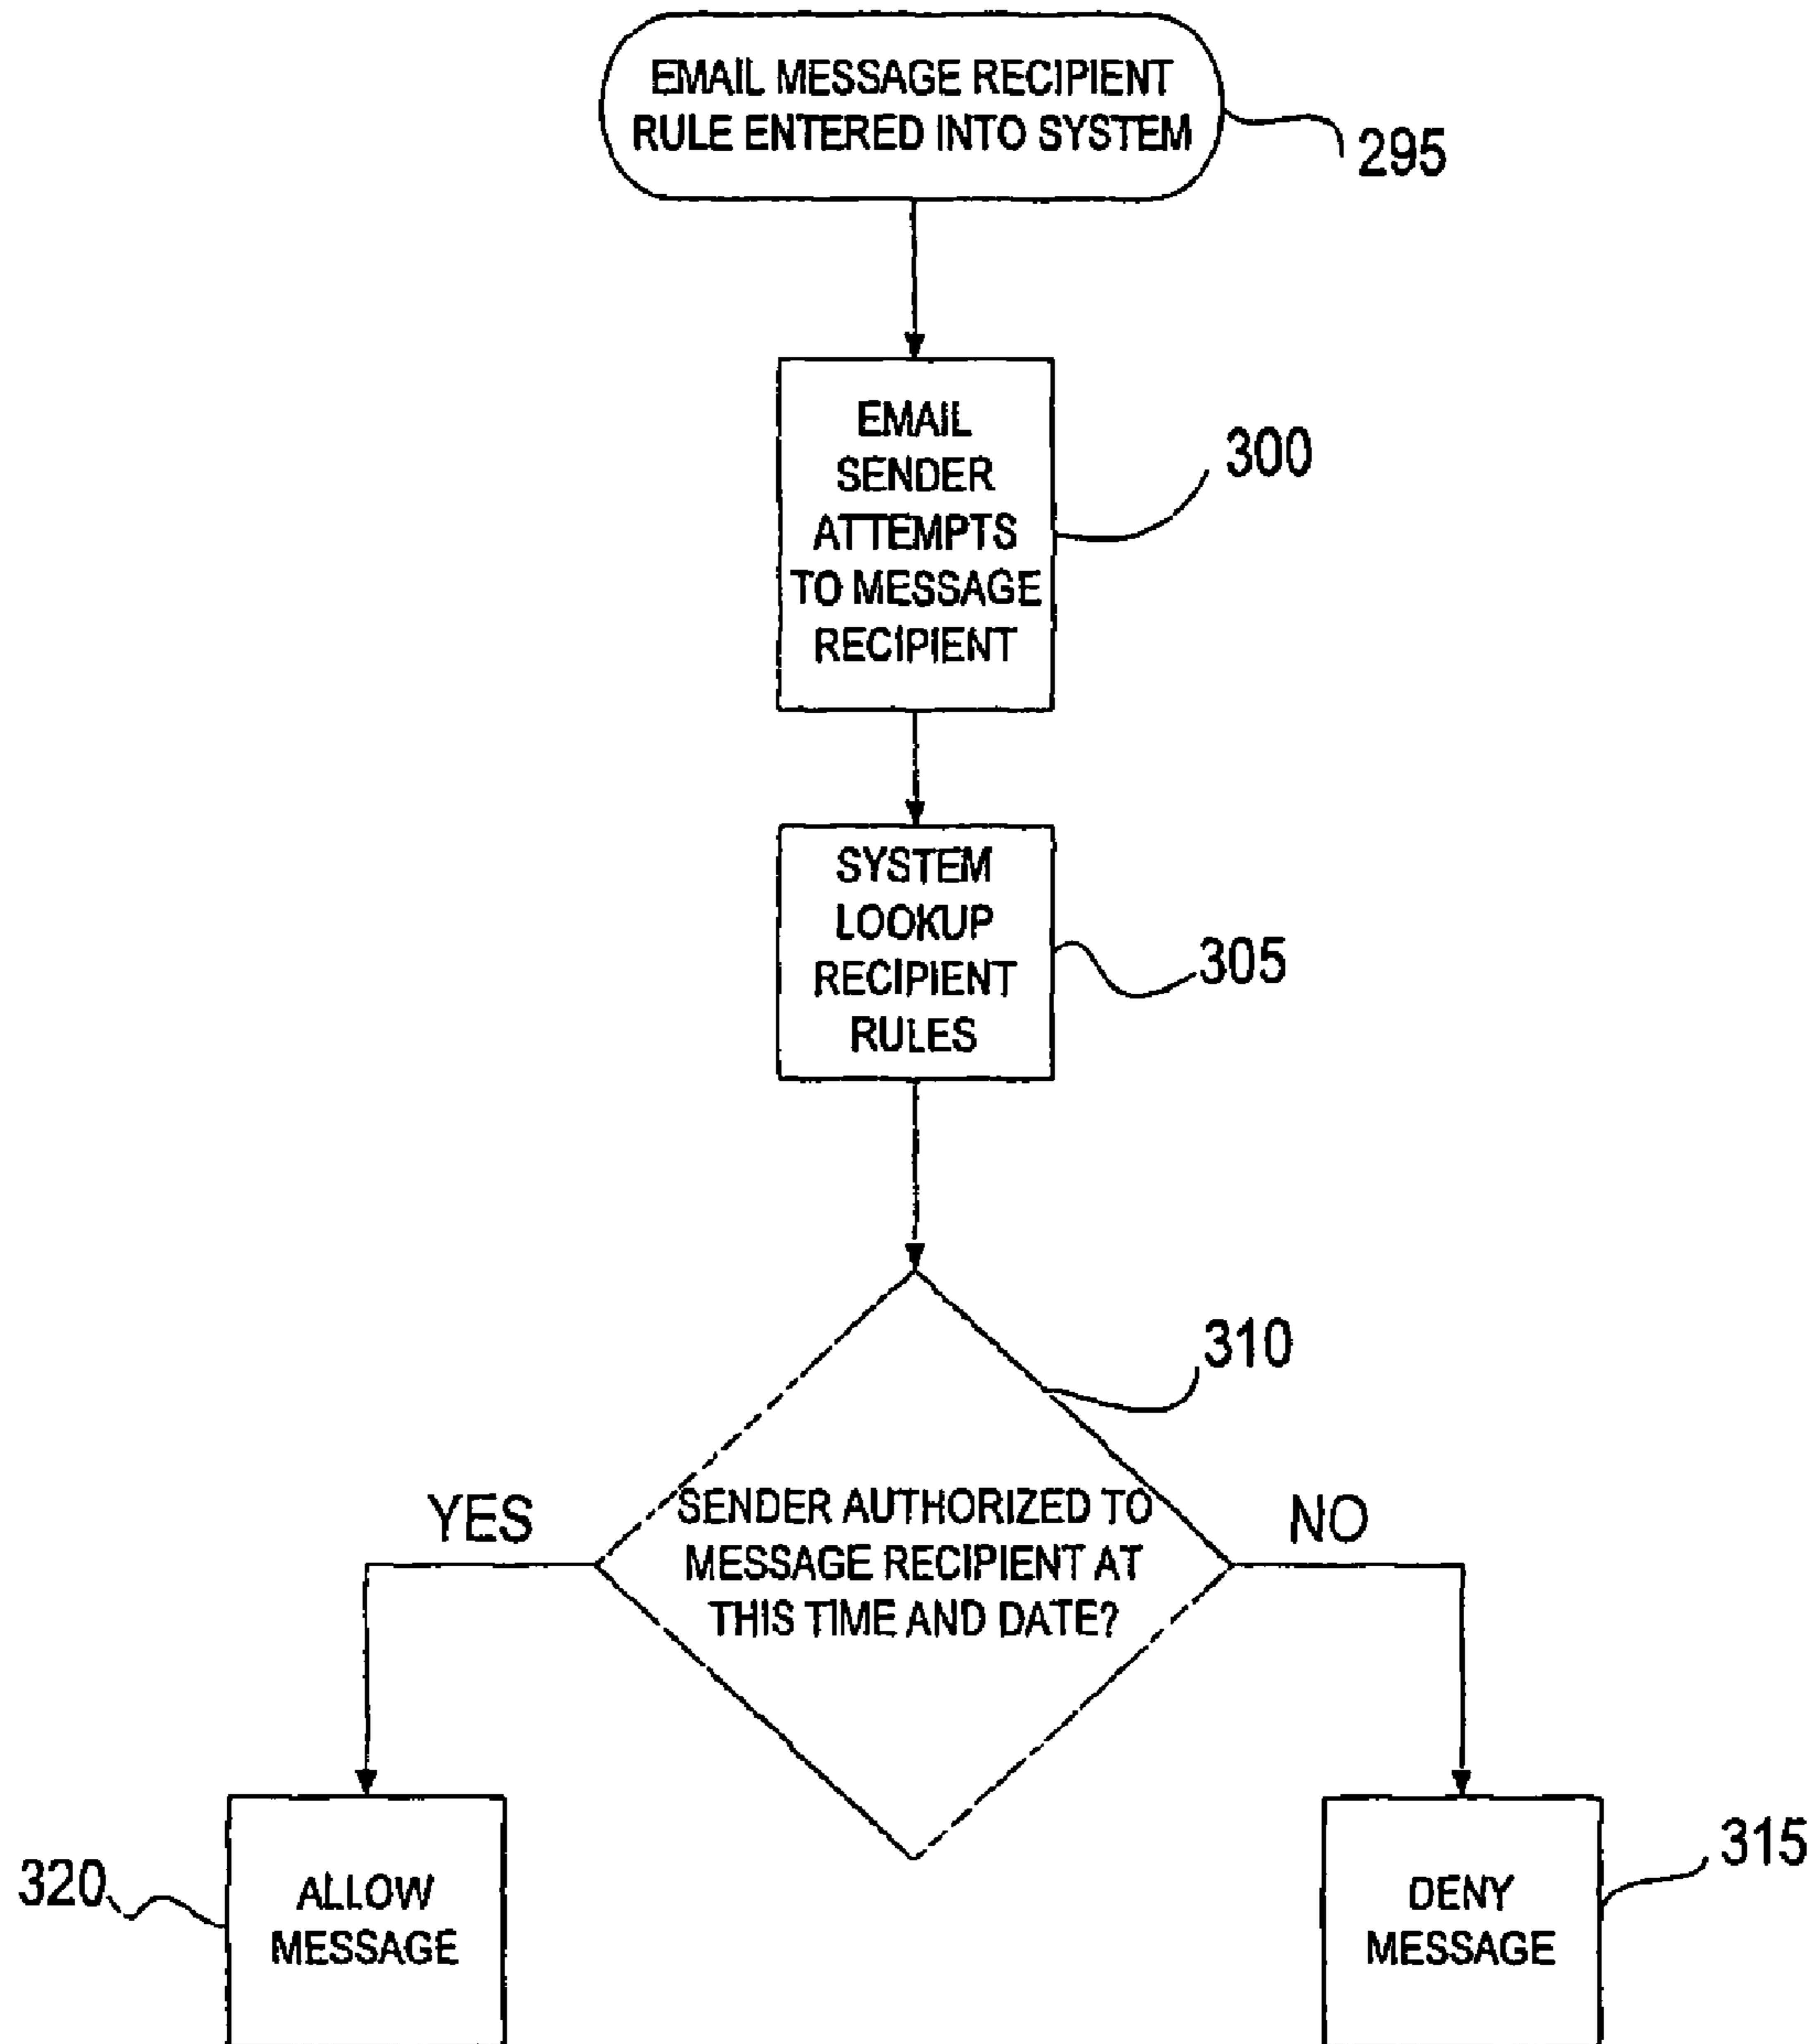 EMAIL MESSAGE RECIPIENT
RULE ENTERED INTO SYSTEM
295
EMAIL
SENDER
ATTEMPTS
TO MESSAGE
RECIPIENT
300
SYSTEM
LOOKUP
RECIPIENT
RULES
305
310
YES
NO
SENDER AUTHORIZED TO
MESSAGE RECIPIENT AT
THIS TIME AND DATE?
320
ALLOW
MESSAGE
DENY
MESSAGE
315